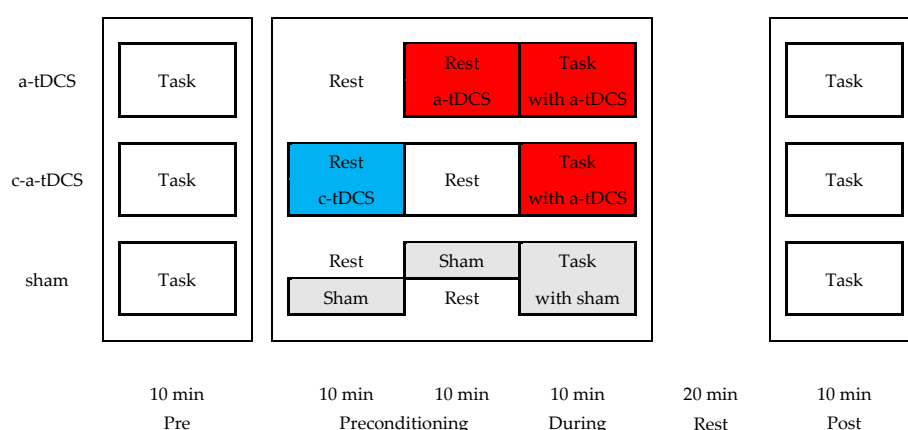 a-tDCS
Task
Rest
Rest
a-tDCS
Task
with a-tDCS
Task
c-a-tDCS
Task
Rest
c-tDCS
Rest
Task
with a-tDCS
Task
sham
Task
Rest
Sham
Sham
Rest
Task
with sham
Task
10 min 10 min 10 min 10 min 20 min 10 min
Pre Preconditioning During Rest Post